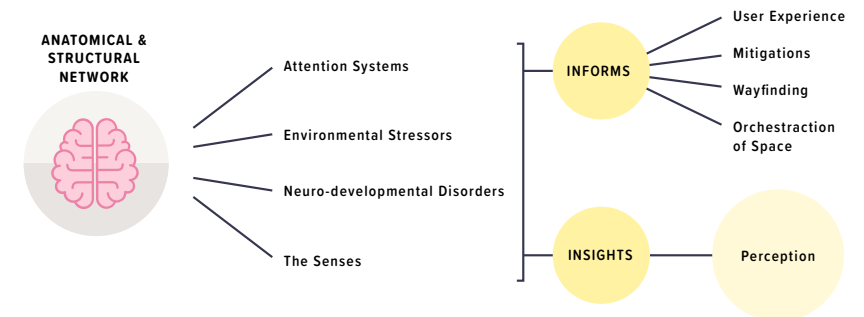 ANATOMICAL &
STRUCTURAL
NETWORK
Attention Systems
Environmental Stressors
Neuro-developmental Disorders
The Senses
INFORMS
User Experience
Mitigations
Wayfinding
Orchestraction
of Space
INSIGHTS
Perception